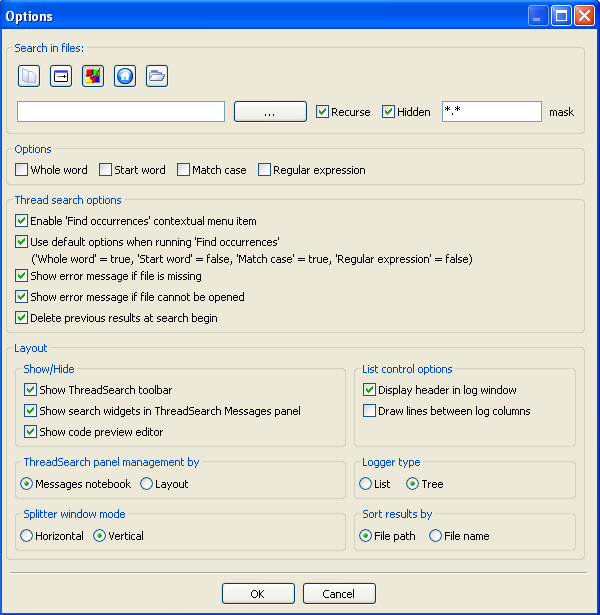 Options
Search in files:
... Recurse Hidden *.* mask
Options
Whole word Start word Match case Regular expression
Thread search options
Enable 'Find occurrences' contextual menu item
Use default options when running 'Find occurrences'
('Whole word' = true, 'Start word' = false, 'Match case' = true, 'Regular expression' = false)
Show error message if file is missing
Show error message if file cannot be opened
Delete previous results at search begin
Layout
Show/Hide
Show ThreadSearch toolbar
Show search widgets in ThreadSearch Messages panel
Show code preview editor
List control options
Display header in log window
Draw lines between log columns
ThreadSearch panel management by
Messages notebook Layout
Logger type
List Tree
Splitter window mode
Horizontal Vertical
Sort results by
File path File name
OK Cancel